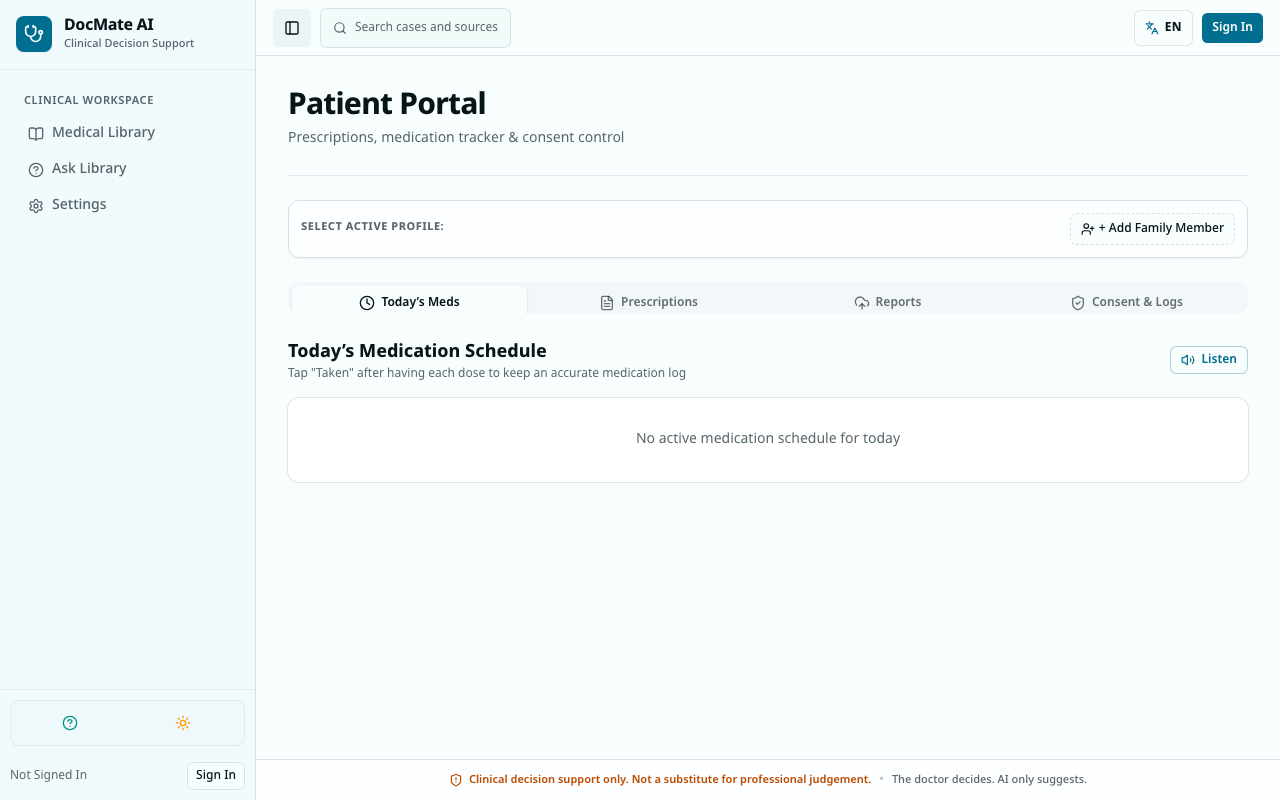 DocMate AI
Clinical Decision Support
CLINICAL WORKSPACE
Medical Library
Ask Library
Settings
Not Signed In
Sign In
Search cases and sources
EN
Sign In
Patient Portal
Prescriptions, medication tracker & consent control
SELECT ACTIVE PROFILE:
+ Add Family Member
Today's Meds
Prescriptions
Reports
Consent & Logs
Today's Medication Schedule
Tap "Taken" after having each dose to keep an accurate medication log
Listen
No active medication schedule for today
Clinical decision support only. Not a substitute for professional judgement. • The doctor decides. AI only suggests.